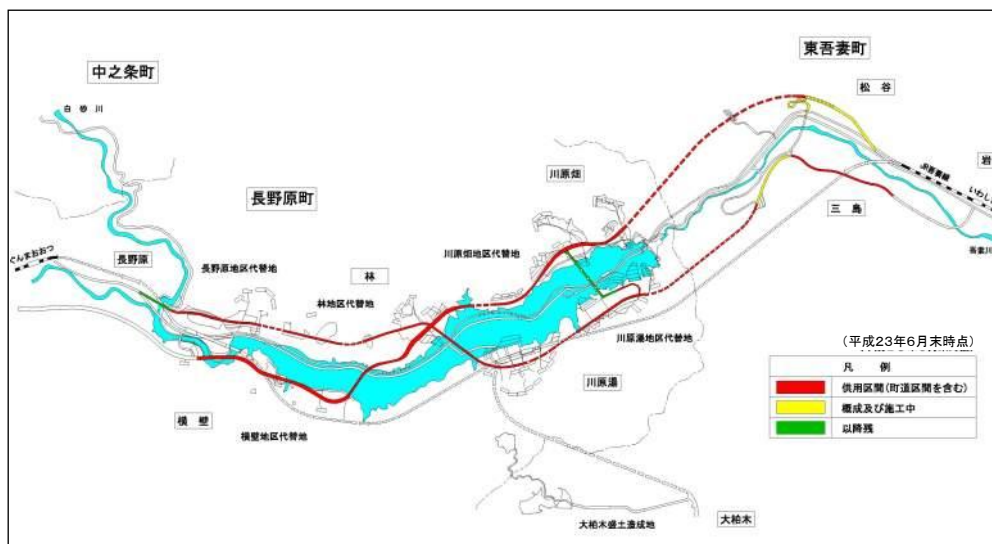 東吾妻町
松谷
中之条町
白砂川
岩
JR吾妻線
いわし
川原畑
長野原町
三島
吾妻川
ぐんまおおつ
長野原
長野原地区代替地
林
川原畑地区代替地
林地区代替地
川原湯地区代替地
(平成23年6月末時点)
凡例
川原湯
供用区間(町道区間を含む)
概成及び施工中
横壁
以降残
横壁地区代替地
大柏木盛土造成地
大柏木